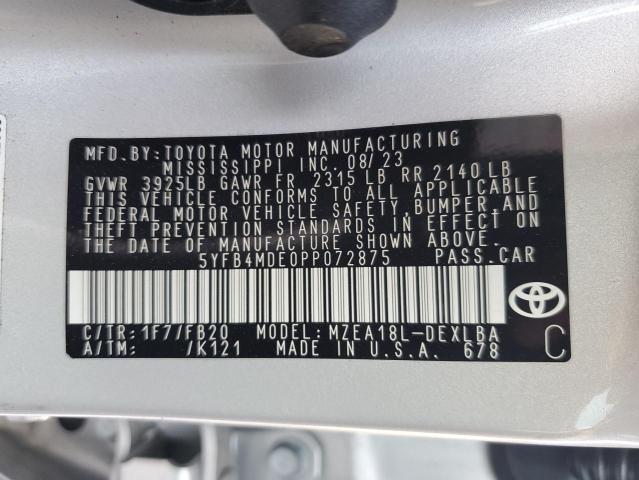 MFD. BY: TOYOTA MOTOR MANUFACTURING
MISSISSIPPI INC. 08/23
GVWR 3925LB GAWR FR 2315 LB RR 2140 LB
THIS VEHICLE CONFORMS TO ALL APPLICABLE
FEDERAL MOTOR VEHICLE SAFETY, BUMPER, AND
THEFT PREVENTION STANDARDS IN EFFECT ON
THE DATE OF MANUFACTURE SHOWN ABOVE.
5YFB4MDE0PP072875 PASS.CAR
C/TR: 1F7/FB20 MODEL: MZEA18L-DEXLBA
A/TM: /K121 MADE IN U.S.A. 678 C